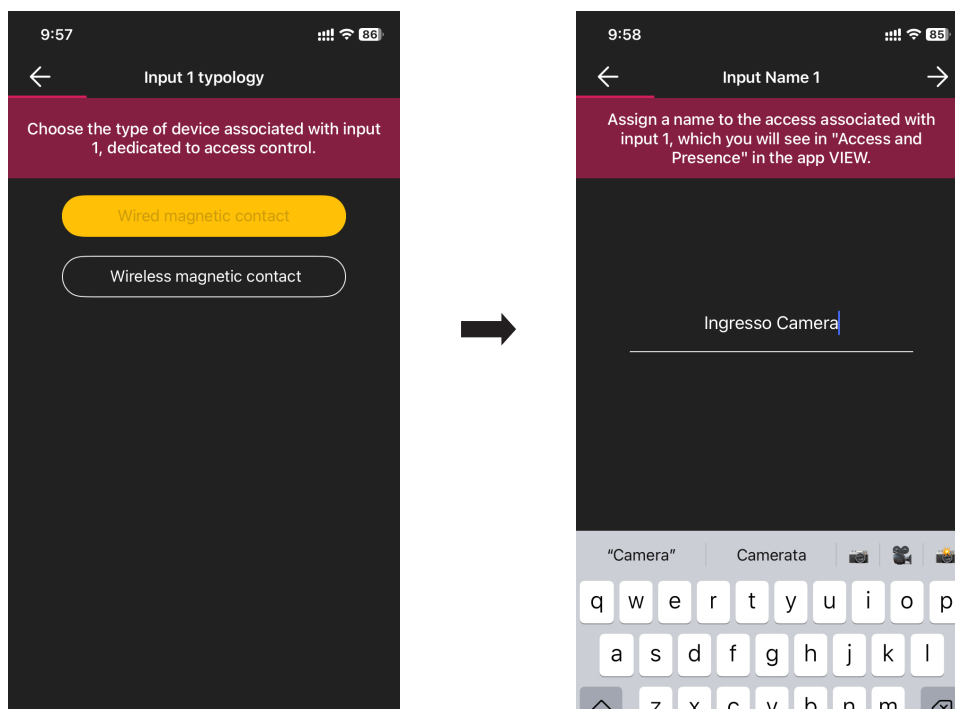 9:57
86
Input 1 typology
Choose the type of device associated with input
1, dedicated to access control.
Wired magnetic contact
Wireless magnetic contact
9:58
85
Input Name 1
Assign a name to the access associated with
input 1, which you will see in "Access and
Presence" in the app VIEW.
Ingresso Camera
“Camera”
Camerata
q w e r t y u i o p
a s d f g h j k l
z x c v b n m